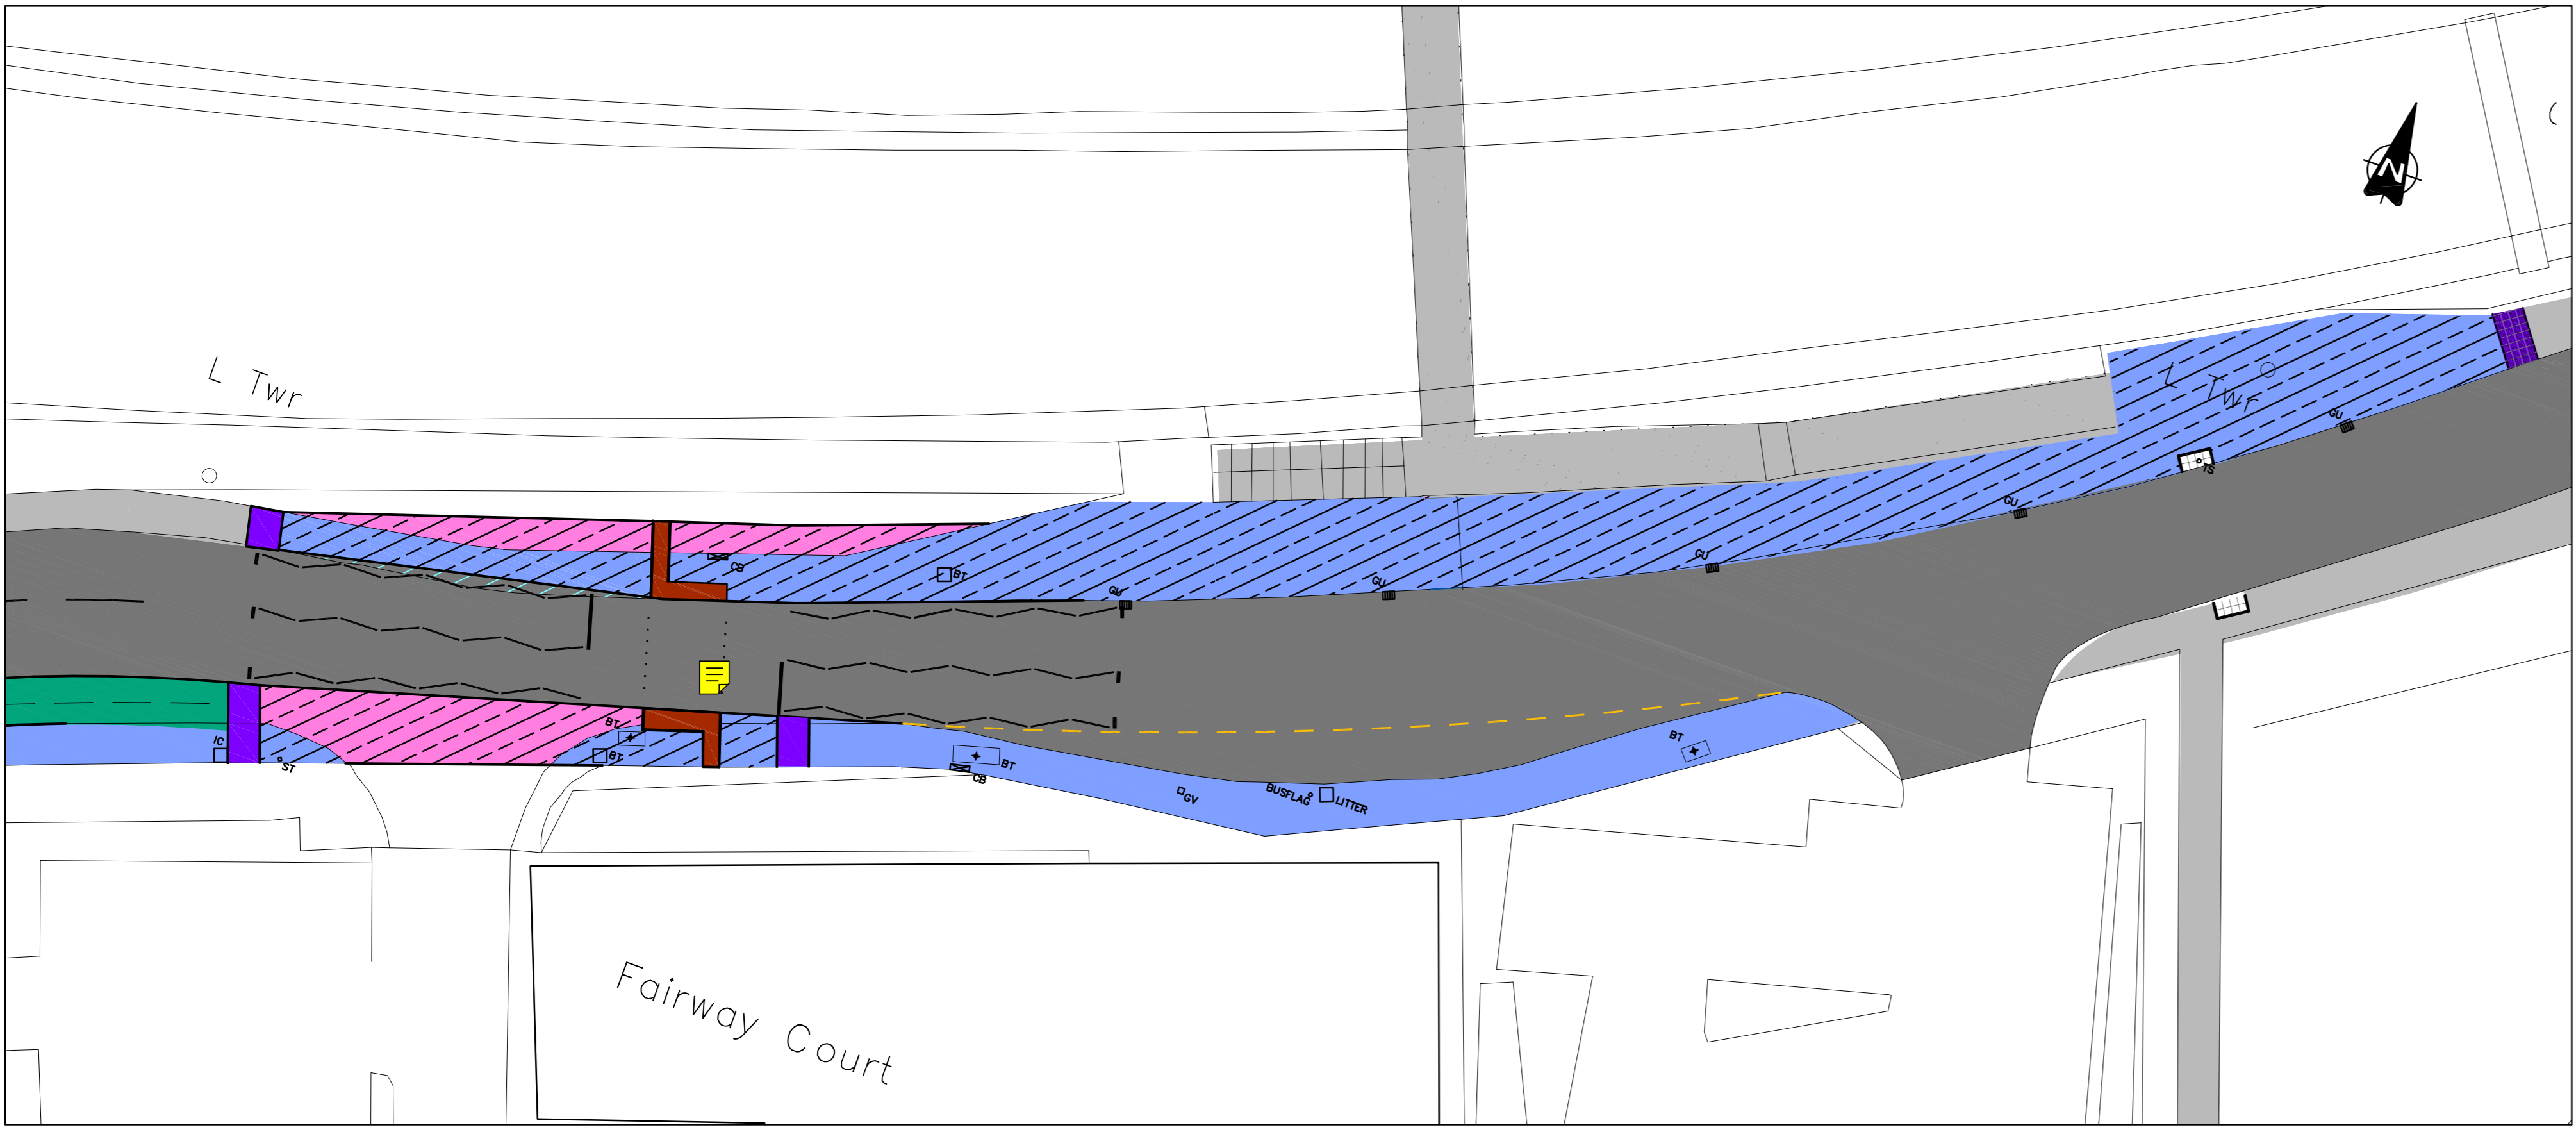 N
L Twr
L Twr
GU
TS
GU
GU
GU
GU
CB
BT
BT
BT
IC
ST
BT
CB
GV
BUSFLAG
LITTER
BT
Fairway Court